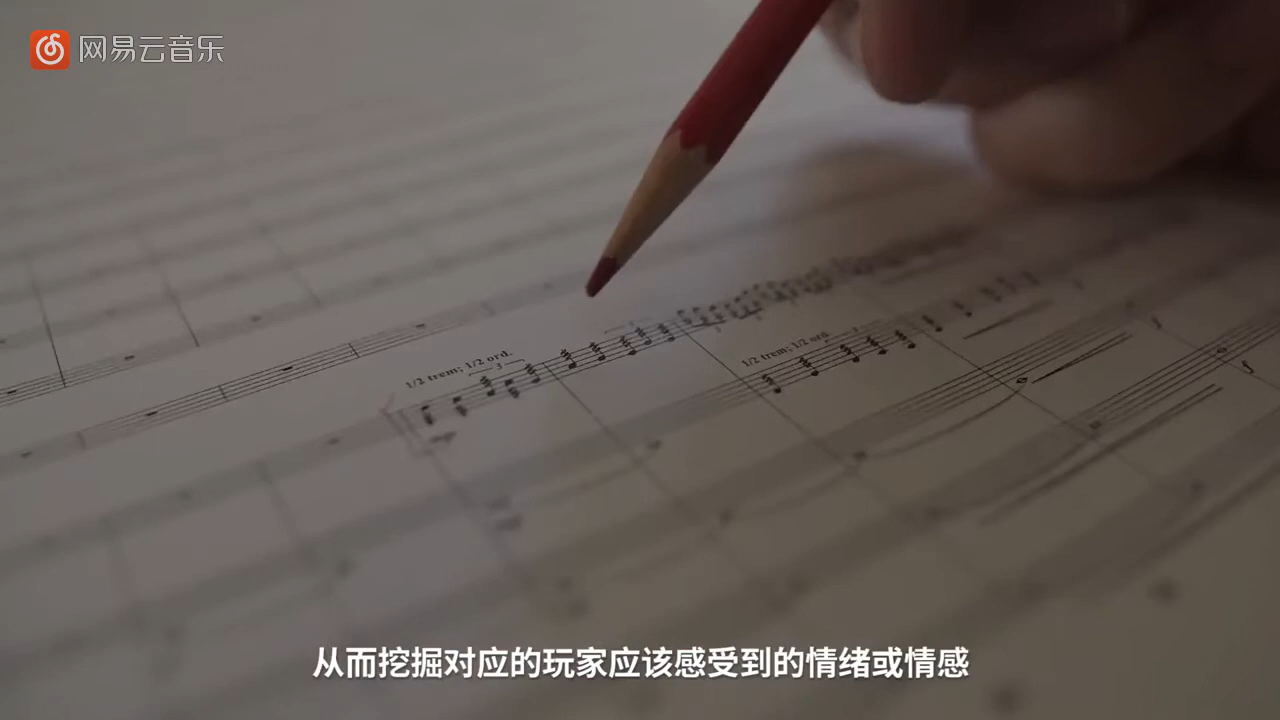 网易云音乐
1/2 trem; 1/2 ord.
3
1/2 trem; 1/2 ord.
从而挖掘对应的玩家应该感受到的情绪或情感